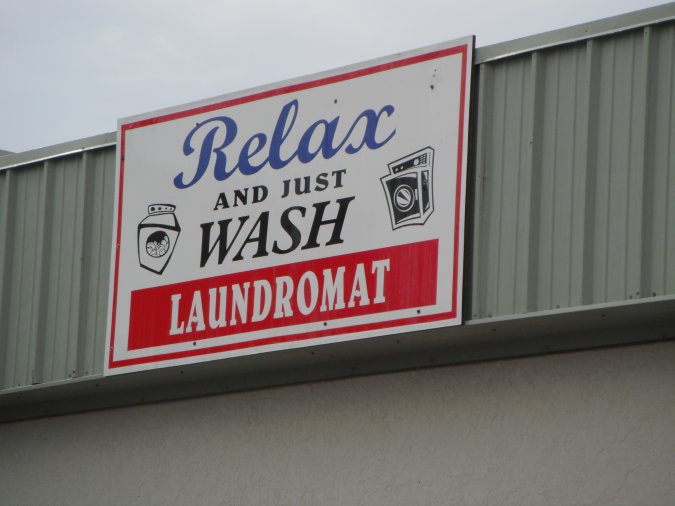 Relax
AND JUST
WASH
LAUNDROMAT